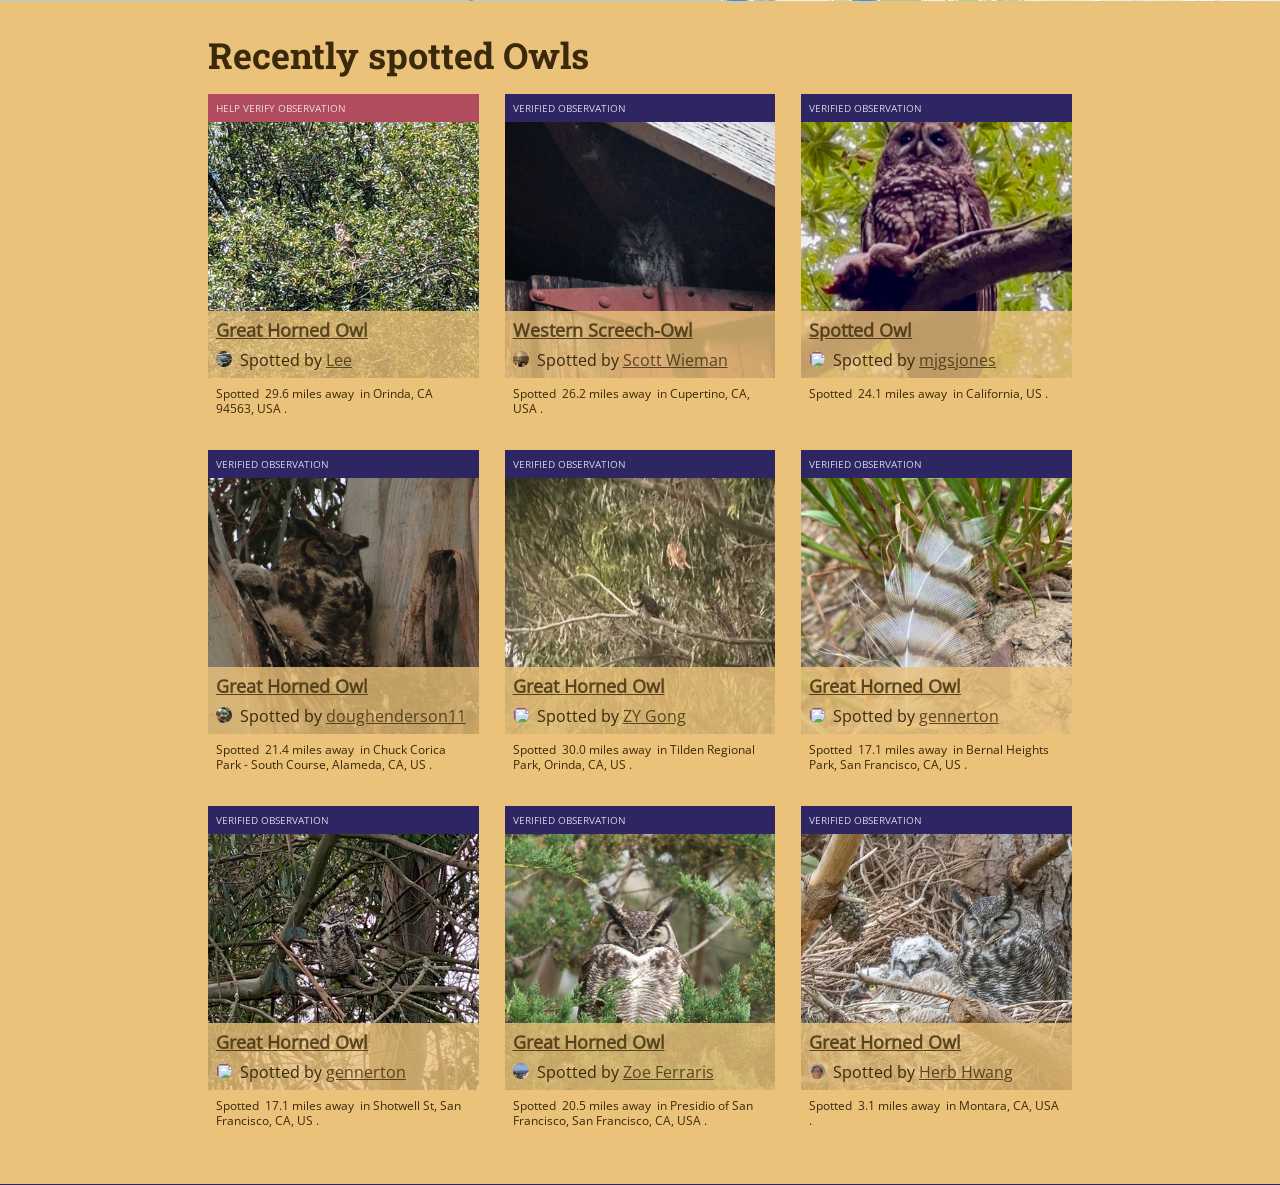 Recently spotted Owls
HELP VERIFY OBSERVATION
Great Horned Owl
Spotted by Lee
Spotted 29.6 miles away in Orinda, CA
94563, USA .
VERIFIED OBSERVATION
Western Screech-Owl
Spotted by Scott Wieman
Spotted 26.2 miles away in Cupertino, CA,
USA .
VERIFIED OBSERVATION
Spotted Owl
Spotted by mjgsjones
Spotted 24.1 miles away in California, US .
VERIFIED OBSERVATION
Great Horned Owl
Spotted by doughenderson11
Spotted 21.4 miles away in Chuck Corica
Park - South Course, Alameda, CA, US .
VERIFIED OBSERVATION
Great Horned Owl
Spotted by ZY Gong
Spotted 30.0 miles away in Tilden Regional
Park, Orinda, CA, US .
VERIFIED OBSERVATION
Great Horned Owl
Spotted by gennerton
Spotted 17.1 miles away in Bernal Heights
Park, San Francisco, CA, US .
VERIFIED OBSERVATION
Great Horned Owl
Spotted by gennerton
Spotted 17.1 miles away in Shotwell St, San
Francisco, CA, US .
VERIFIED OBSERVATION
Great Horned Owl
Spotted by Zoe Ferraris
Spotted 20.5 miles away in Presidio of San
Francisco, San Francisco, CA, USA .
VERIFIED OBSERVATION
Great Horned Owl
Spotted by Herb Hwang
Spotted 3.1 miles away in Montara, CA, USA
.